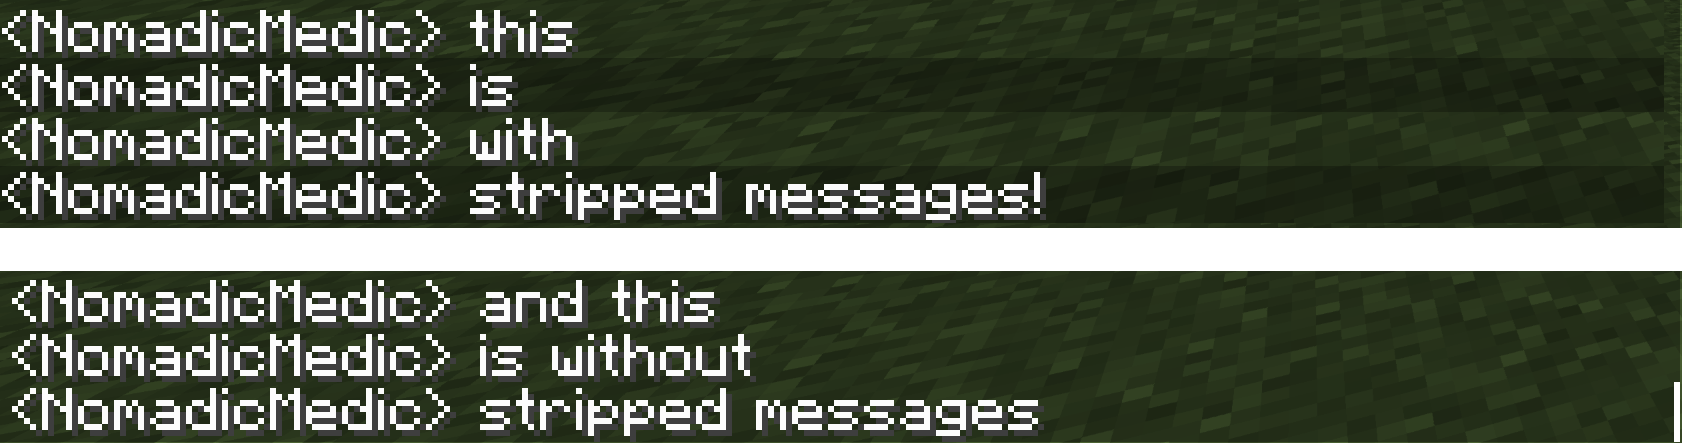 <NomadicMedic> this
<NomadicMedic> is
<NomadicMedic> with
<NomadicMedic> stripped messages!
<NomadicMedic> and this
<NomadicMedic> is without
<NomadicMedic> stripped messages